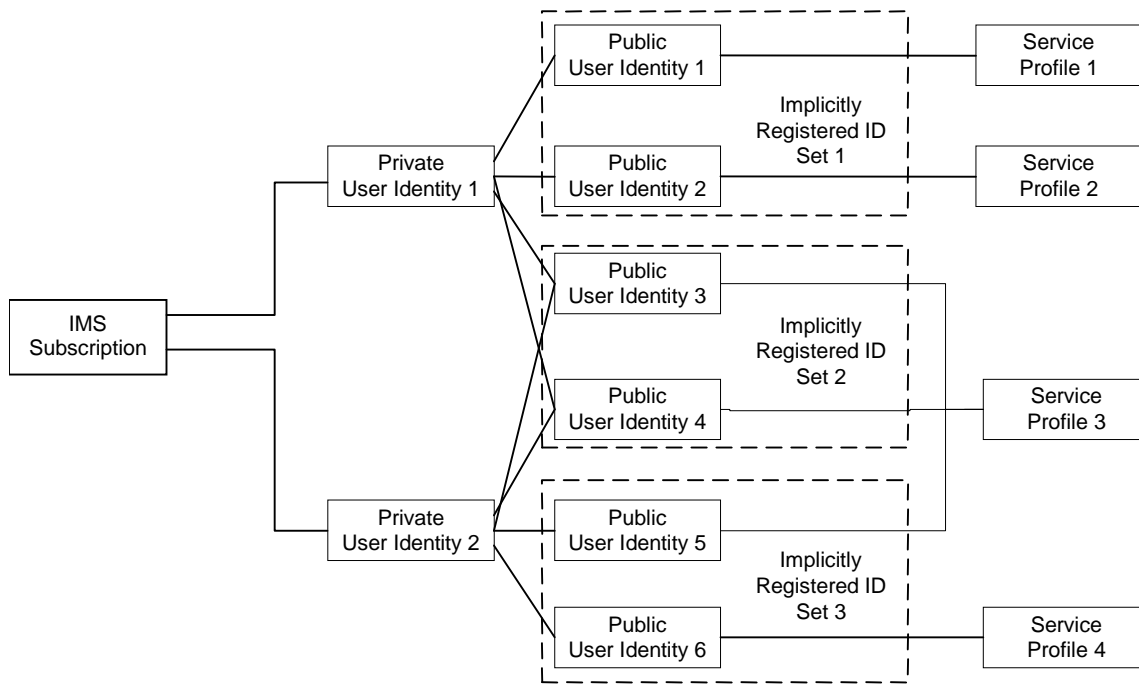 Public
User Identity 1
Service
Profile 1
Implicitly
Registered ID
Set 1
Private
User Identity 1
Public
User Identity 2
Service
Profile 2
Public
User Identity 3
IMS
Subscription
Implicitly
Registered ID
Set 2
Public
User Identity 4
Service
Profile 3
Private
User Identity 2
Public
User Identity 5
Implicitly
Registered ID
Set 3
Public
User Identity 6
Service
Profile 4